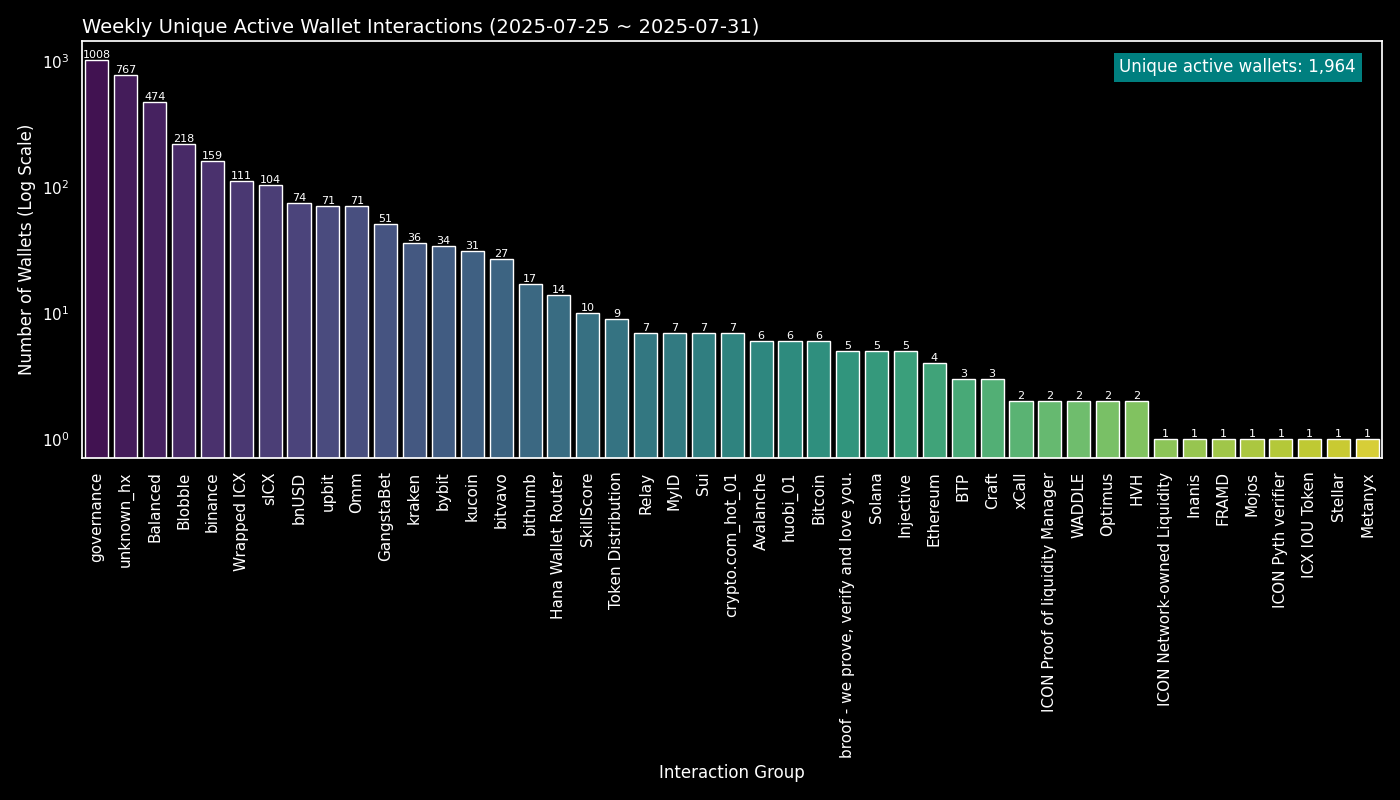 Weekly Unique Active Wallet Interactions (2025-07-25 ~ 2025-07-31)
Unique active wallets: 1,964
Number of Wallets (Log Scale)
10³
10²
10¹
10⁰
1008
767
474
218
159
111
104
74
71
71
51
36
34
31
27
17
14
10
9
7
7
7
7
6
6
6
5
5
5
4
3
3
2
2
2
2
2
1
1
1
1
1
1
1
1
governance
unknown_hx
Balanced
Blobble
binance
Wrapped ICX
sICX
bnUSD
upbit
Omm
GangstaBet
kraken
bybit
kucoin
bitvavo
bithumb
Hana Wallet Router
SkillScore
Token Distribution
Relay
MyID
Sui
crypto.com_hot_01
Avalanche
huobi_01
Bitcoin
broof - we prove, verify and love you.
Solana
Injective
Ethereum
BTP
Craft
xCall
ICON Proof of liquidity Manager
WADDLE
Optimus
HVH
ICON Network-owned Liquidity
Inanis
FRAMD
Mojos
ICON Pyth verifier
ICX IOU Token
Stellar
Metanyx
Interaction Group